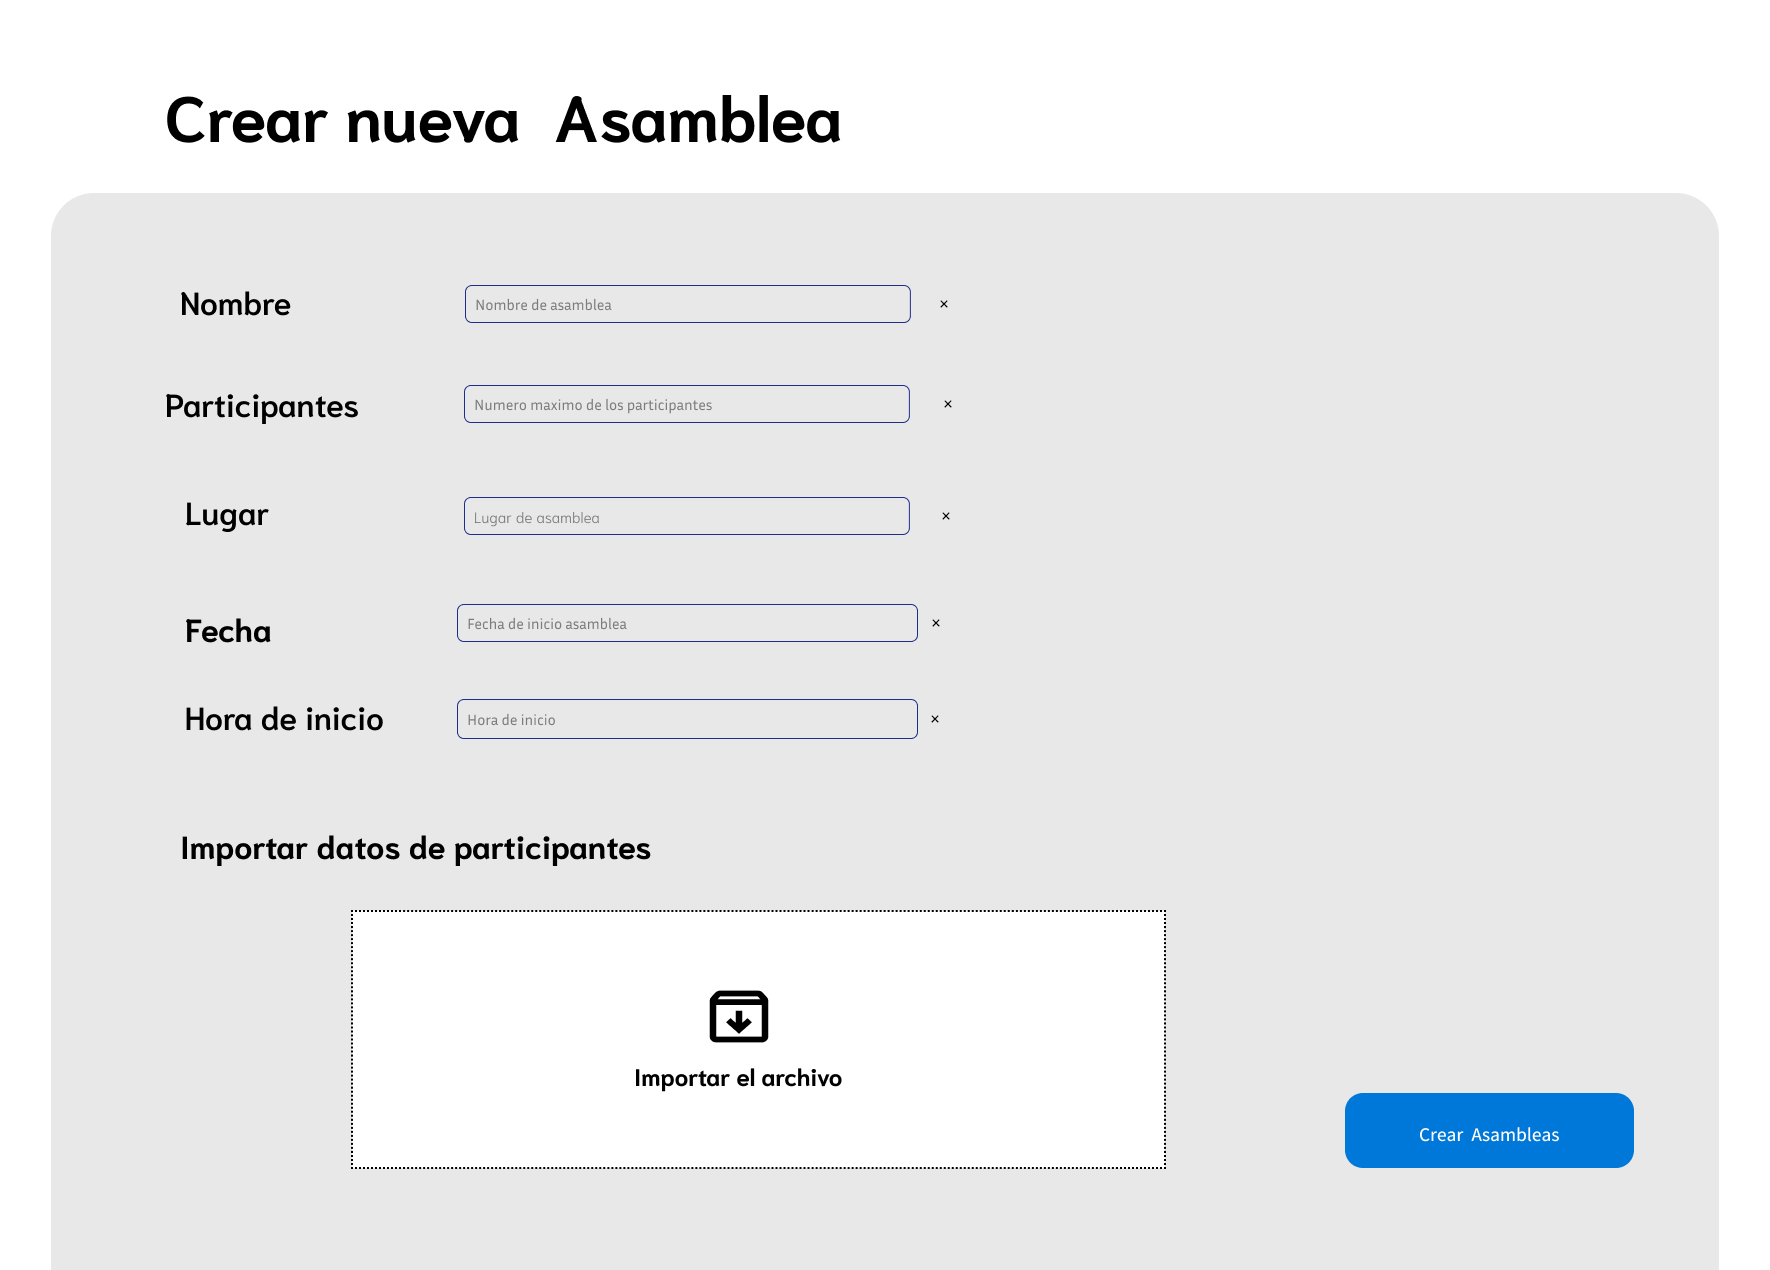 Crear nueva  Asamblea
Nombre
Nombre de asamblea
×
Participantes
Numero maximo de los participantes
×
Lugar
Lugar de asamblea
×
Fecha
Fecha de inicio asamblea
×
Hora de inicio
Hora de inicio
×
Importar datos de participantes
Importar el archivo
Crear  Asambleas